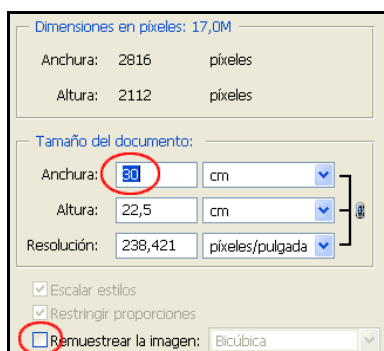 Dimensiones en píxeles: 17,0M
Anchura: 2816 píxeles
Altura: 2112 píxeles
Tamaño del documento:
Anchura: 30 cm
Altura: 22,5 cm
Resolución: 238,421 píxeles/pulgada
Escalar estilos
Restringir proporciones
Remuestrear la imagen: Bicúbica